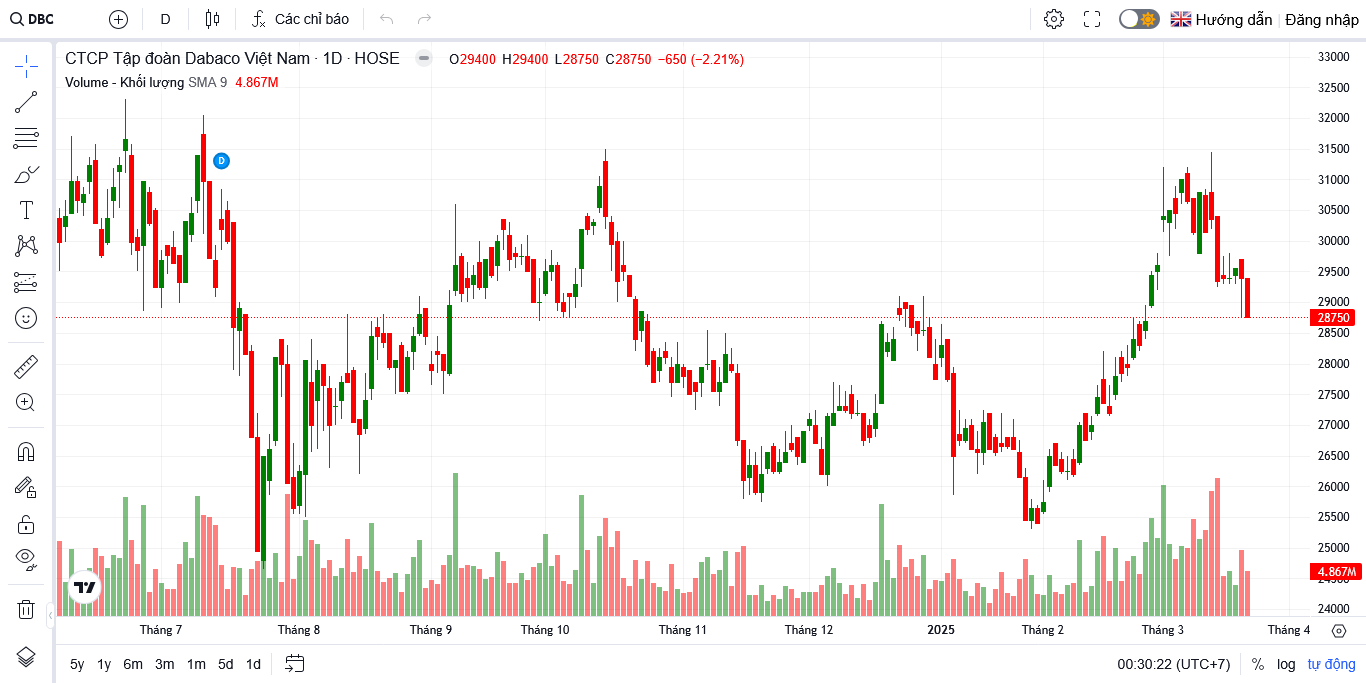 DBC D Các chỉ báo Hướng dẫn Đăng nhập
CTCP Tập đoàn Dabaco Việt Nam · 1D · HOSE O29400 H29400 L28750 C28750 −650 (−2.21%)
Volume - Khối lượng SMA 9 4.867M
D
33000
32500
32000
31500
31000
30500
30000
29500
29000
28750
28500
28000
27500
27000
26500
26000
25500
25000
4.867M
24500
24000
Tháng 7 Tháng 8 Tháng 9 Tháng 10 Tháng 11 Tháng 12 2025 Tháng 2 Tháng 3 Tháng 4
5y 1y 6m 3m 1m 5d 1d 00:30:22 (UTC+7) % log tự động